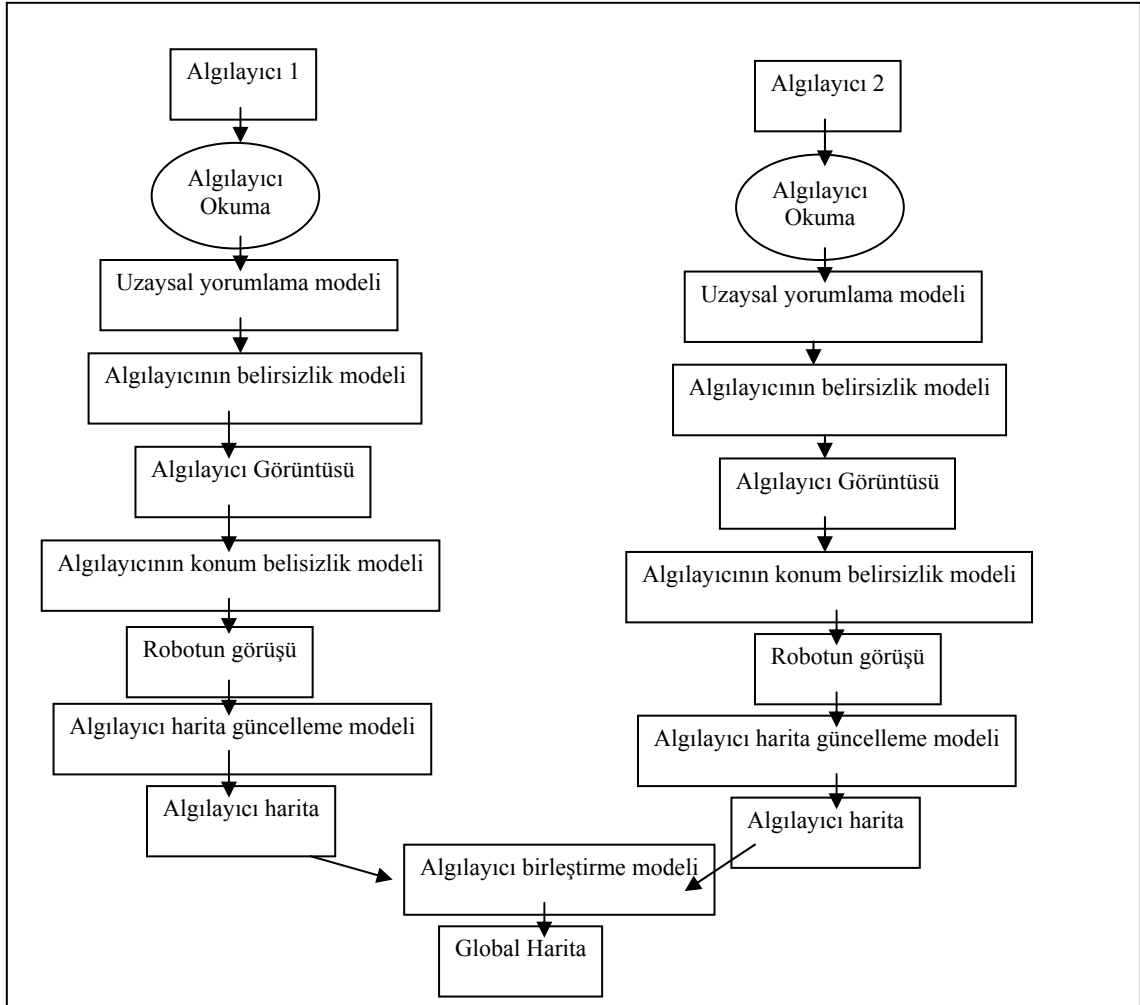 Algılayıcı 1
Algılayıcı
Okuma
Uzaysal yorumlama modeli
Algılayıcının belirsizlik modeli
Algılayıcı Görüntüsü
Algılayıcının konum belisizlik modeli
Robotun görüşü
Algılayıcı harita güncelleme modeli
Algılayıcı harita
Algılayıcı 2
Algılayıcı
Okuma
Uzaysal yorumlama modeli
Algılayıcının belirsizlik modeli
Algılayıcı Görüntüsü
Algılayıcının konum belirsizlik modeli
Robotun görüşü
Algılayıcı harita güncelleme modeli
Algılayıcı harita
Algılayıcı birleştirme modeli
Global Harita